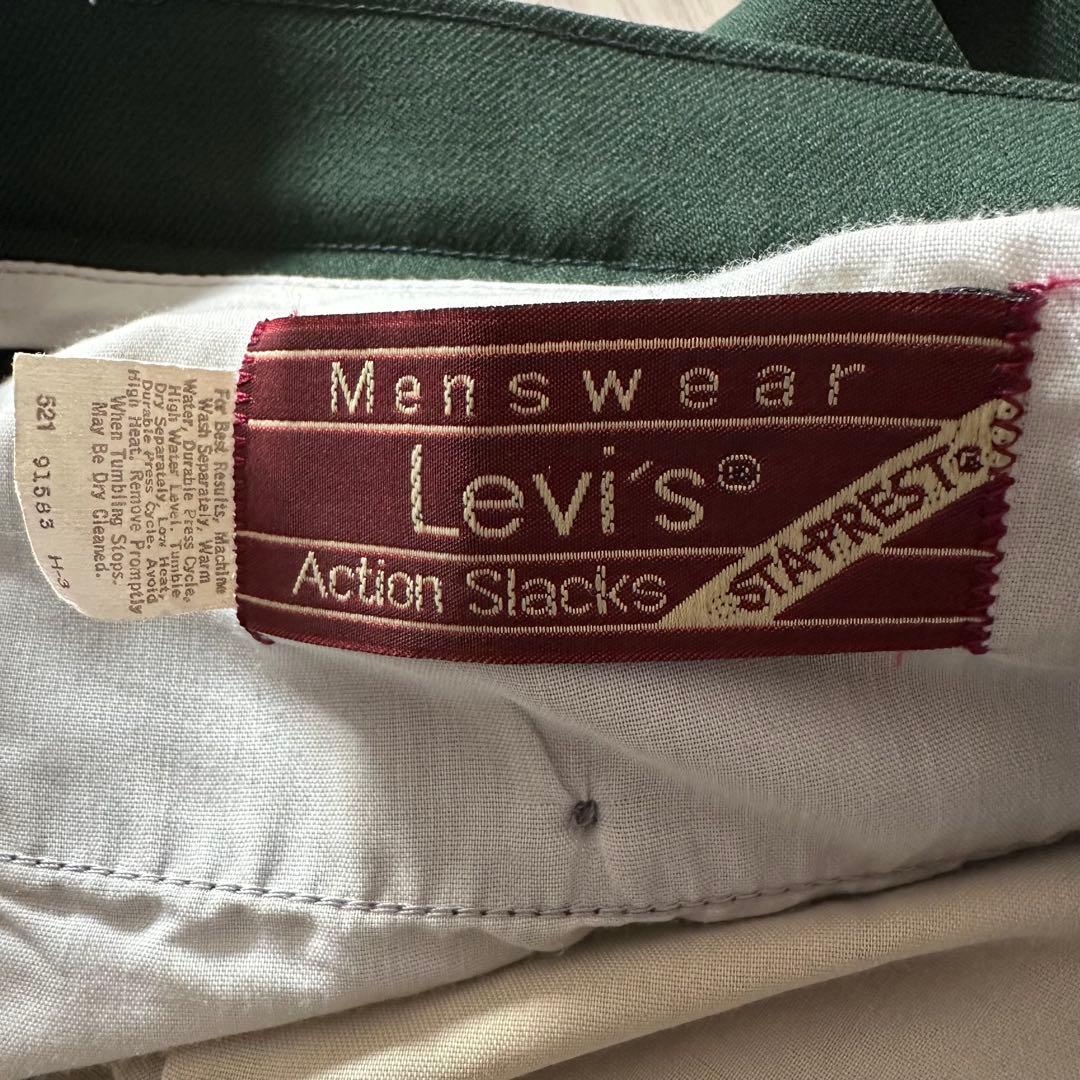 Menswear
Levi's®
Action Slacks
STA-PREST®
For Best Results, Machine
Wash Separately, Warm
Water, Durable Press Cycle,
High Water Level. Tumble
Dry Separately, Low Heat,
Durable Press Cycle. Avoid
High Heat, Remove Promptly
When Tumbling Stops.
May Be Dry Cleaned.
521 91583 H-3